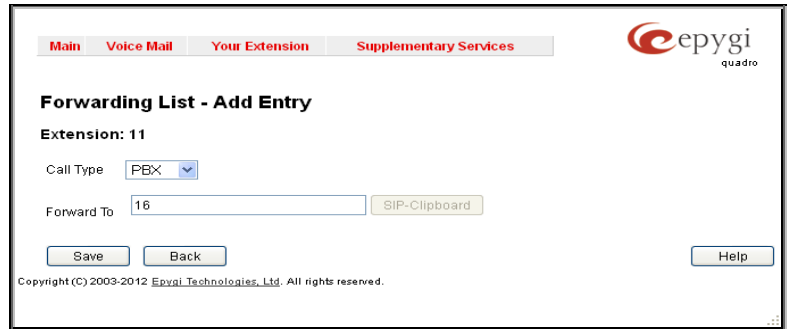 Main Voice Mail Your Extension Supplementary Services
epygi
quadro
Forwarding List - Add Entry
Extension: 11
Call Type PBX
Forward To 16 SIP-Clipboard
Save Back Help
Copyright (C) 2003-2012 Epygi Technologies, Ltd. All rights reserved.